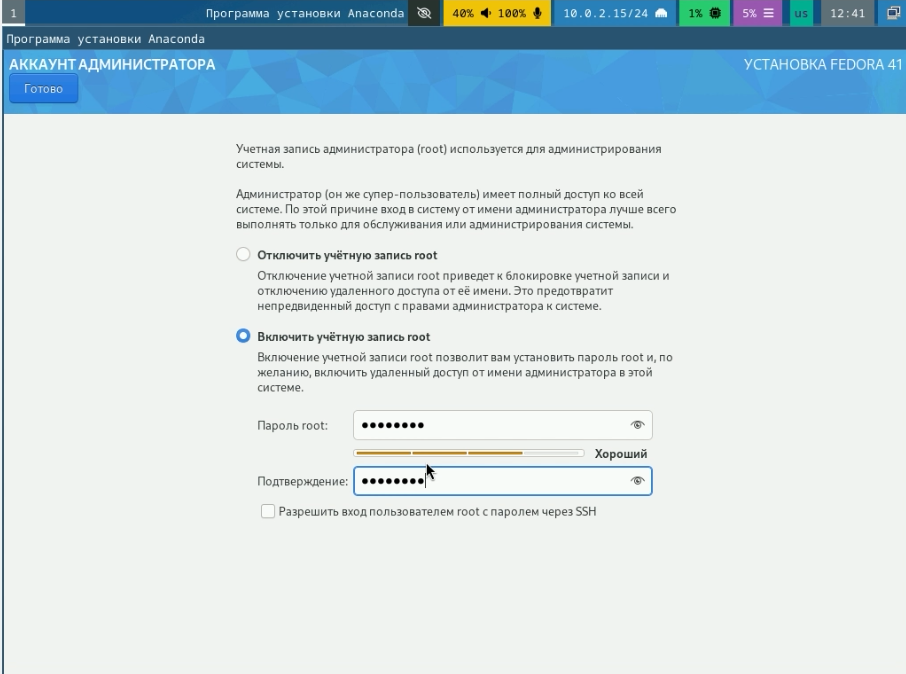 1 Программа установки Anaconda 40% 100% 10.0.2.15/24 1% 5% us 12:41
Программа установки Anaconda
АККАУНТ АДМИНИСТРАТОРА УСТАНОВКА FEDORA 41
Готово
Учетная запись администратора (root) используется для администрирования
системы.
Администратор (он же супер-пользователь) имеет полный доступ ко всей
системе. По этой причине вход в систему от имени администратора лучше всего
выполнять только для обслуживания или администрирования системы.
Отключить учётную запись root
Отключение учетной записи root приведет к блокировке учетной записи и
отключению удаленного доступа от её имени. Это предотвратит
непредвиденный доступ с правами администратора к системе.
Включить учётную запись root
Включение учетной записи root позволит вам установить пароль root и, по
желанию, включить удаленный доступ от имени администратора в этой
системе.
Пароль root: ●●●●●●●●
Хороший
Подтверждение: ●●●●●●●●
Разрешить вход пользователем root с паролем через SSH